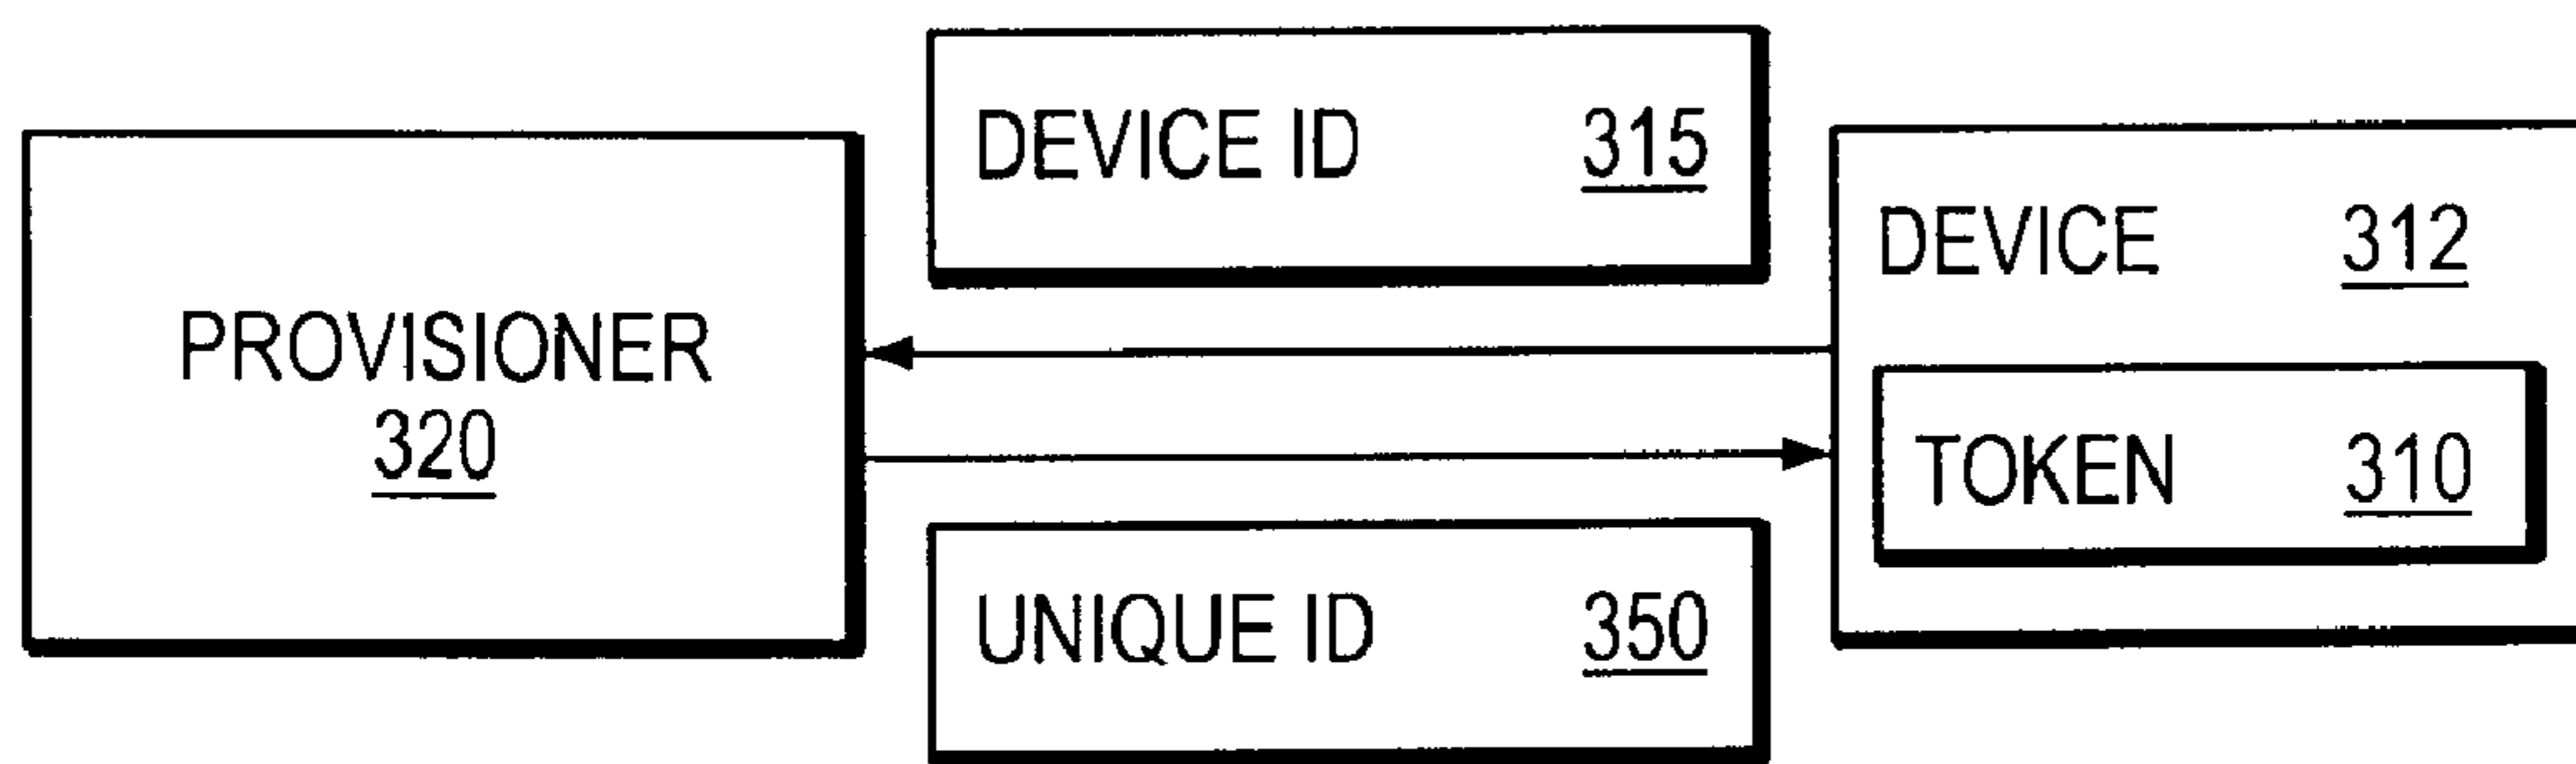 PROVISIONER
320
DEVICE ID 315
UNIQUE ID 350
DEVICE 312
TOKEN 310